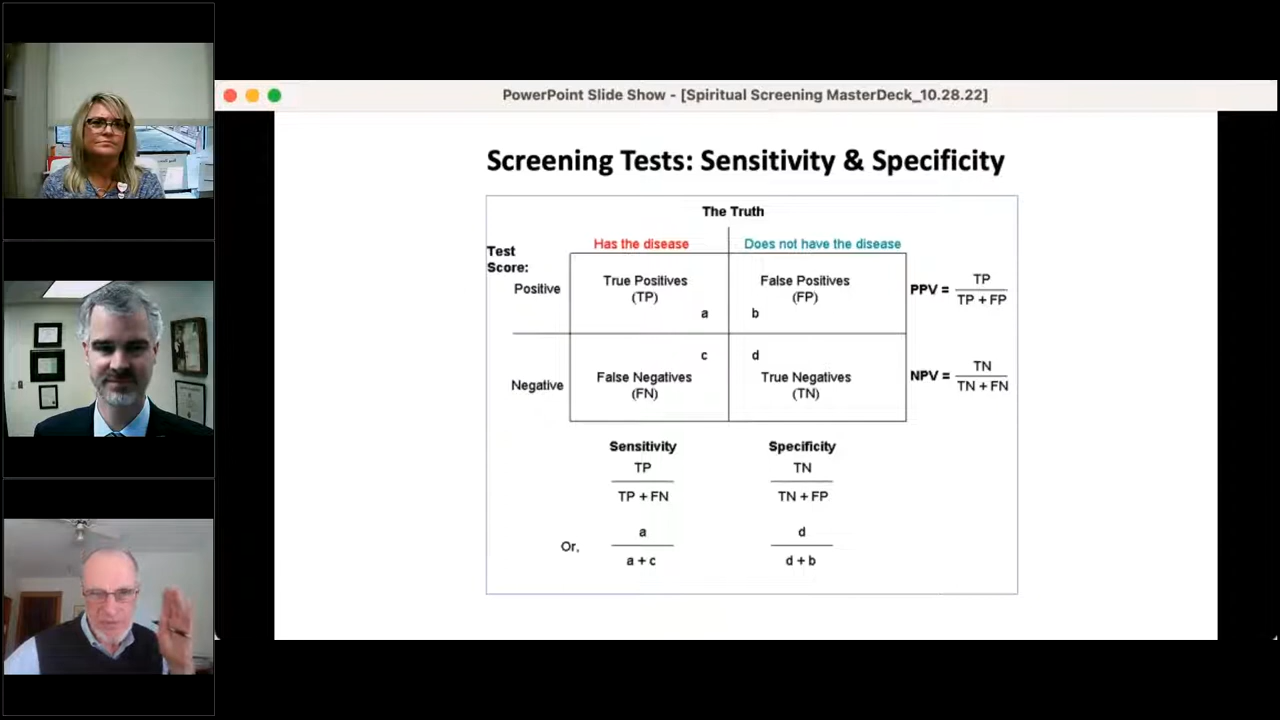 PowerPoint Slide Show - [Spiritual Screening MasterDeck_10.28.22]
Screening Tests: Sensitivity & Specificity
The Truth
Has the disease
Does not have the disease
Test
Score:
Positive
True Positives
(TP)
a
False Positives
(FP)
b
PPV =
TP
TP + FP
Negative
c
False Negatives
(FN)
d
True Negatives
(TN)
NPV =
TN
TN + FN
Sensitivity
TP
TP + FN
Specificity
TN
TN + FP
Or,
a
a + c
d
d + b